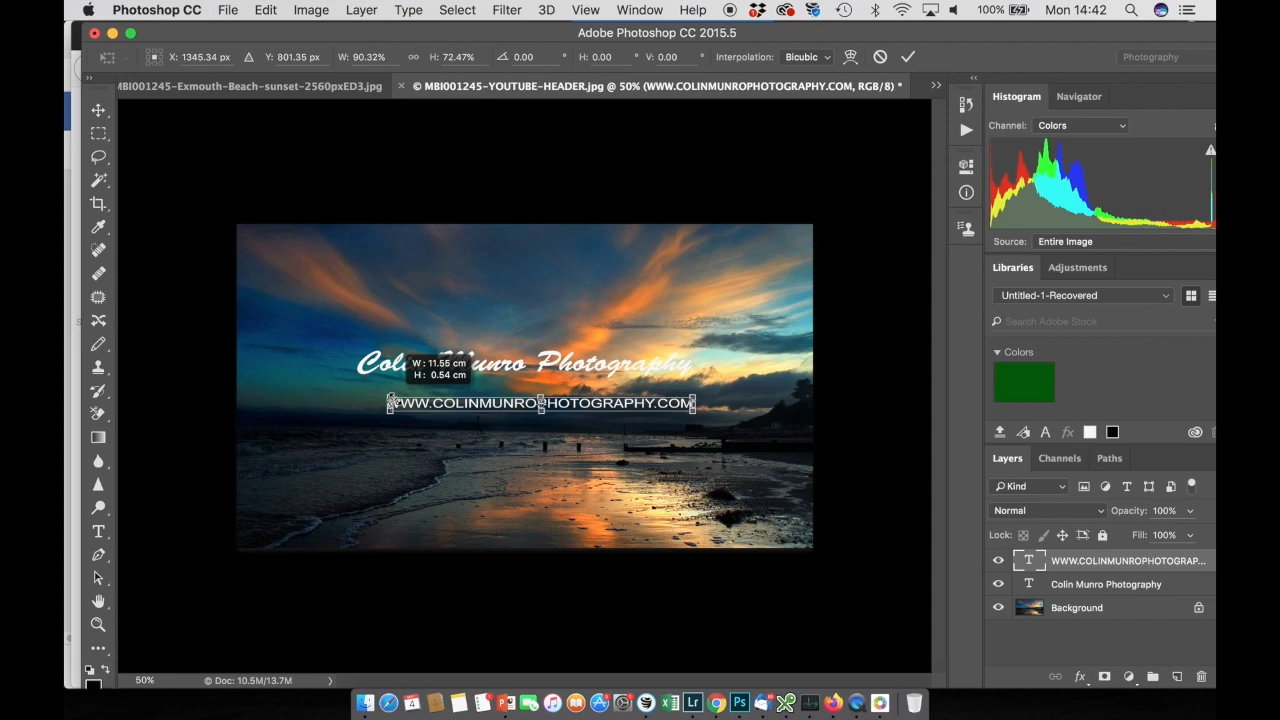 Photoshop CC File Edit Image Layer Type Select Filter 3D View Window Help 100% Mon 14:42
Adobe Photoshop CC 2015.5
X: 1345.34 px Y: 801.35 px W: 90.32% H: 72.47% 0.00 ° H: 0.00 ° V: 0.00 ° Interpolation: Bicubic Photography
MBI001245-Exmouth-Beach-sunset-2560pxED3.jpg × © MBI001245-YOUTUBE-HEADER.jpg @ 50% (WWW.COLINMUNROPHOTOGRAPHY.COM, RGB/8) *
Histogram Navigator
Channel: Colors
Source: Entire Image
Libraries Adjustments
Untitled-1-Recovered
Search Adobe Stock
Colors
W: 11.55 cm
H: 0.54 cm
Munro Photography
WWW.COLINMUNROPHOTOGRAPHY.COM
Layers Channels Paths
Kind
Normal Opacity: 100%
Lock: Fill: 100%
WWW.COLINMUNROPHOTOGRAP...
Colin Munro Photography
Background
50% © Doc: 10.5M/13.7M
Lr Ps